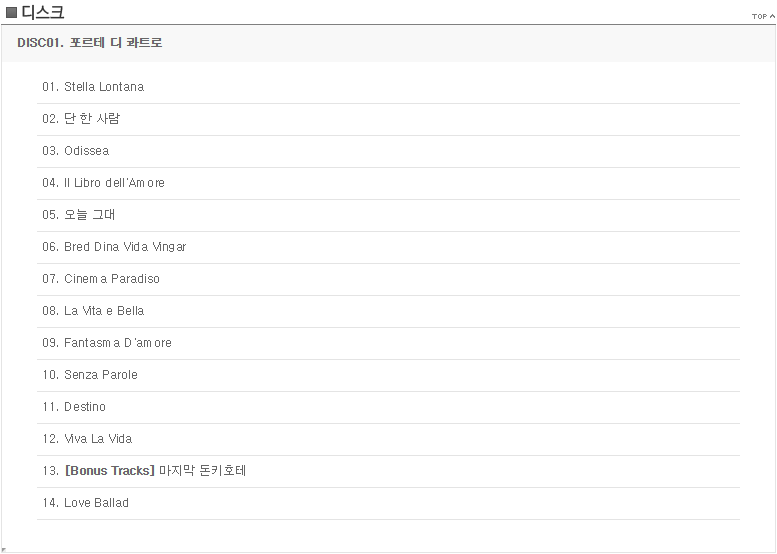 디스크
TOP
DISC01. 포르테 디 콰트로
01. Stella Lontana
02. 단 한 사람
03. Odissea
04. Il Libro dell'Amore
05. 오늘 그대
06. Bred Dina Vida Vingar
07. Cinema Paradiso
08. La Vita e Bella
09. Fantasma D'amore
10. Senza Parole
11. Destino
12. Viva La Vida
13. [Bonus Tracks] 마지막 돈키호테
14. Love Ballad